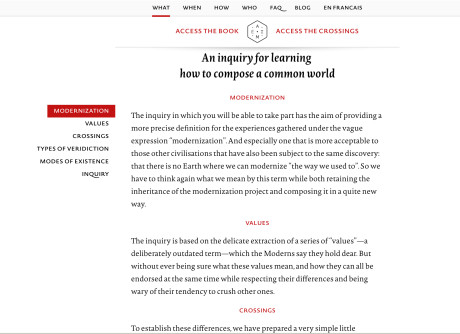 WHAT WHEN HOW WHO FAQ BLOG EN FRANCAIS
ACCESS THE BOOK A I E M ACCESS THE CROSSINGS
An inquiry for learning
how to compose a common world
MODERNIZATION
VALUES
CROSSINGS
TYPES OF VERIDICTION
MODES OF EXISTENCE
INQUIRY
MODERNIZATION
The inquiry in which you will be able to take part has the aim of providing a
more precise definition for the experiences gathered under the vague
expression "modernization". And especially one that is more acceptable to
those other civilisations that have also been subject to the same discovery:
that there is no Earth where we can modernize "the way we used to". So we
have to think again what we mean by this term while both retaining the
inheritance of the modernization project and composing it in a quite new
way.
VALUES
The inquiry is based on the delicate extraction of a series of "values"—a
deliberately outdated term—which the Moderns say they hold dear. But
without ever being sure what these values mean, and how they can all be
endorsed at the same time while respecting their differences and being
wary of their tendency to crush other ones.
CROSSINGS
To establish these differences, we have prepared a very simple little